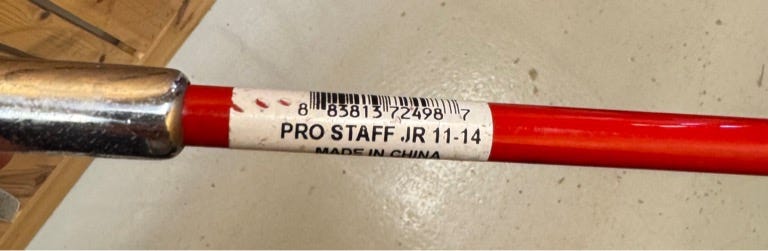 8 83813 72498 7
PRO STAFF JR 11-14
MADE IN CHINA